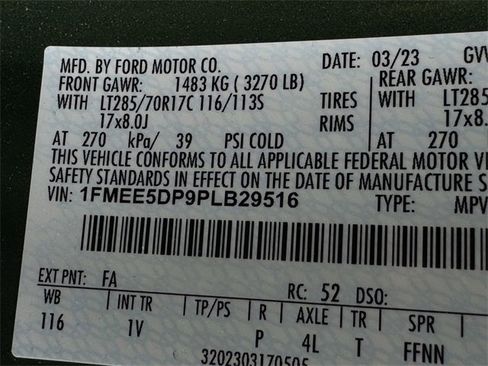 MFD. BY FORD MOTOR CO. DATE: 03/23 GVW
FRONT GAWR: 1483 KG ( 3270 LB) REAR GAWR:
WITH LT285/70R17C 116/113S TIRES WITH LT285
17x8.0J RIMS 17x8.
AT 270 kPa/ 39 PSI COLD AT 270
THIS VEHICLE CONFORMS TO ALL APPLICABLE FEDERAL MOTOR VE
SAFETY STANDARDS IN EFFECT ON THE DATE OF MANUFACTURE S
VIN: 1FMEE5DP9PLB29516 TYPE: MPV
EXT PNT: FA RC: 52 DSO:
WB INT TR TP/PS R AXLE TR SPR
116 1V P 4L T FFNN
3202303170505